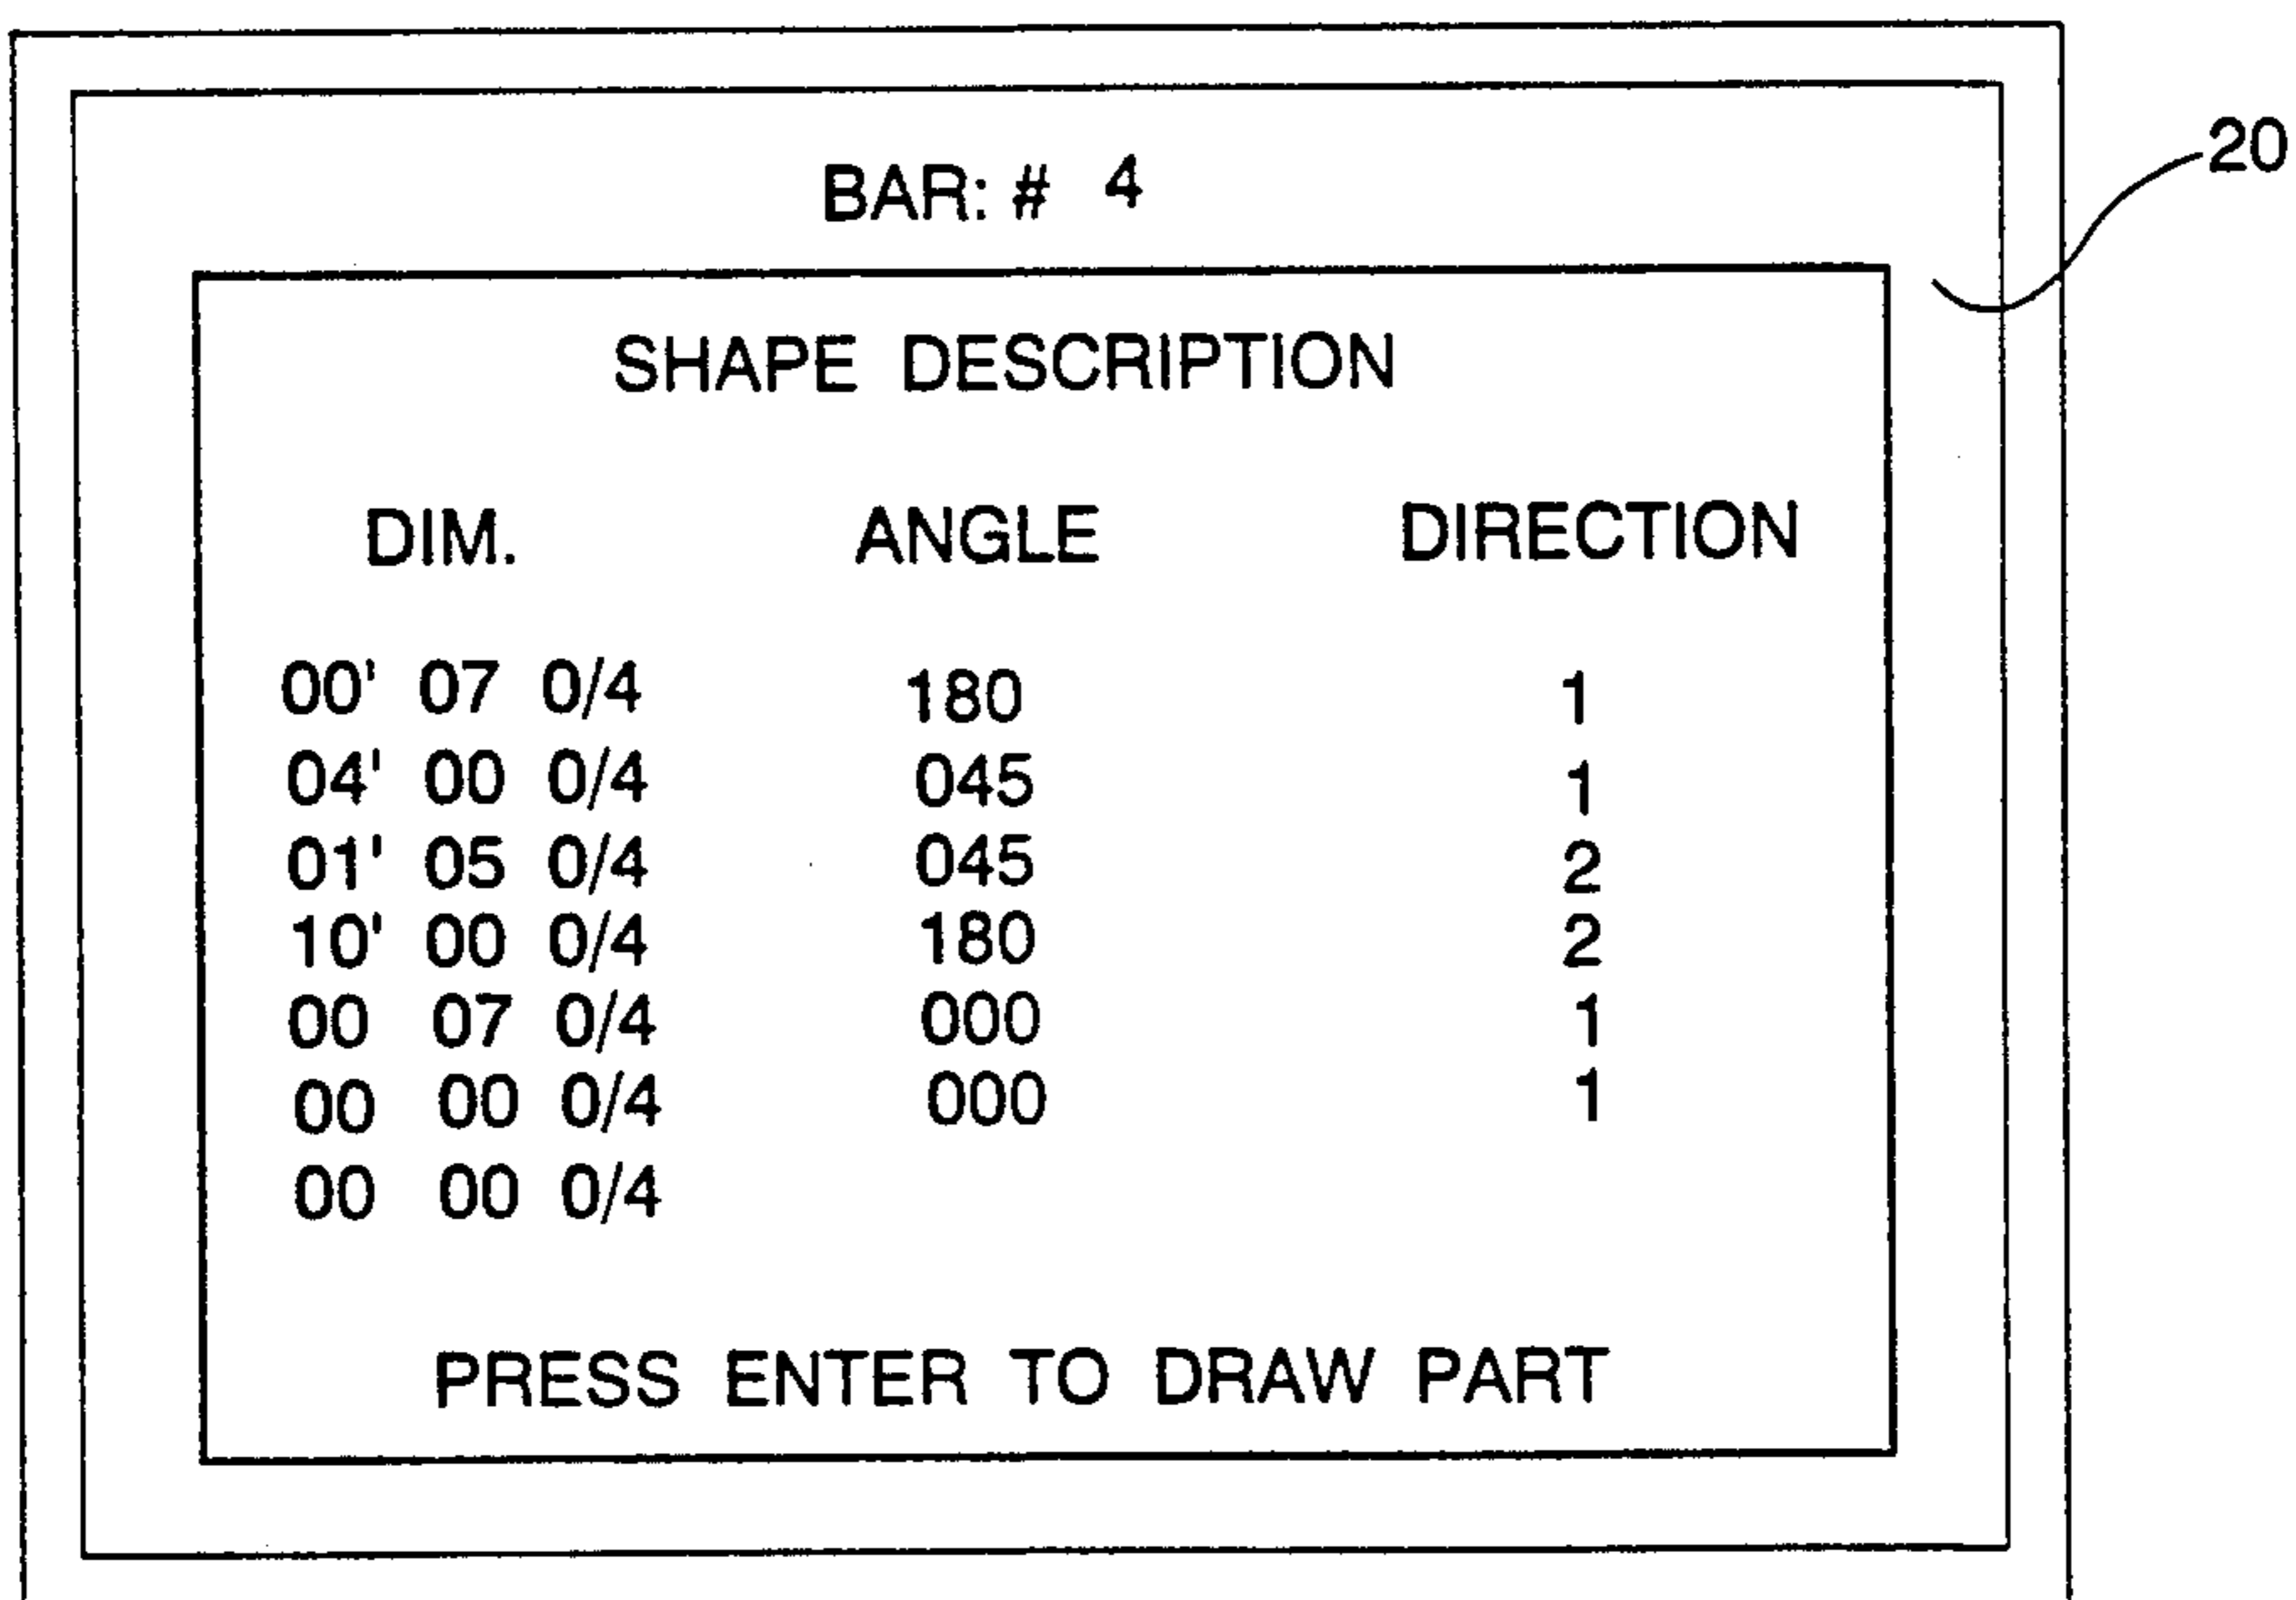 20
BAR: # 4
SHAPE DESCRIPTION
DIM. ANGLE DIRECTION
00' 07 0/4 180 1
04' 00 0/4 045 1
01' 05 0/4 045 2
10' 00 0/4 180 2
00 07 0/4 000 1
00 00 0/4 000 1
00 00 0/4
PRESS ENTER TO DRAW PART